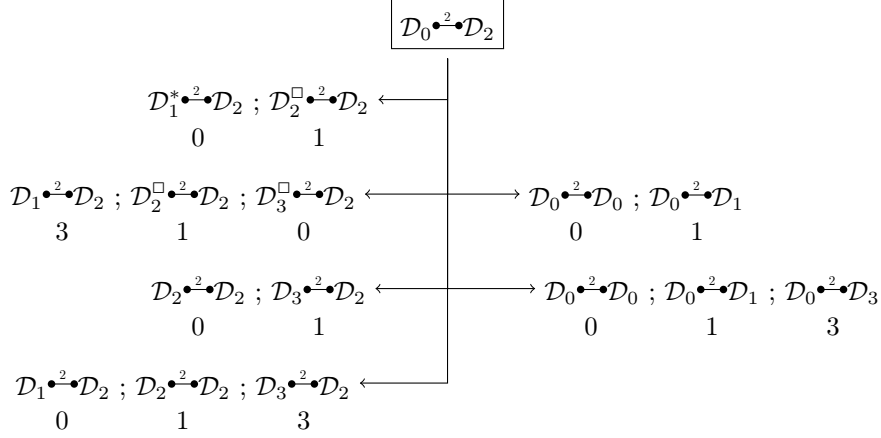 𝒟₀ •—2—• 𝒟₂
𝒟₁* •—2—• 𝒟₂ ; 𝒟₂□ •—2—• 𝒟₂
0 1
𝒟₁ •—2—• 𝒟₂ ; 𝒟₂□ •—2—• 𝒟₂ ; 𝒟₃□ •—2—• 𝒟₂ 𝒟₀ •—2—• 𝒟₀ ; 𝒟₀ •—2—• 𝒟₁
3 1 0 0 1
𝒟₂ •—2—• 𝒟₂ ; 𝒟₃ •—2—• 𝒟₂ 𝒟₀ •—2—• 𝒟₀ ; 𝒟₀ •—2—• 𝒟₁ ; 𝒟₀ •—2—• 𝒟₃
0 1 0 1 3
𝒟₁ •—2—• 𝒟₂ ; 𝒟₂ •—2—• 𝒟₂ ; 𝒟₃ •—2—• 𝒟₂
0 1 3